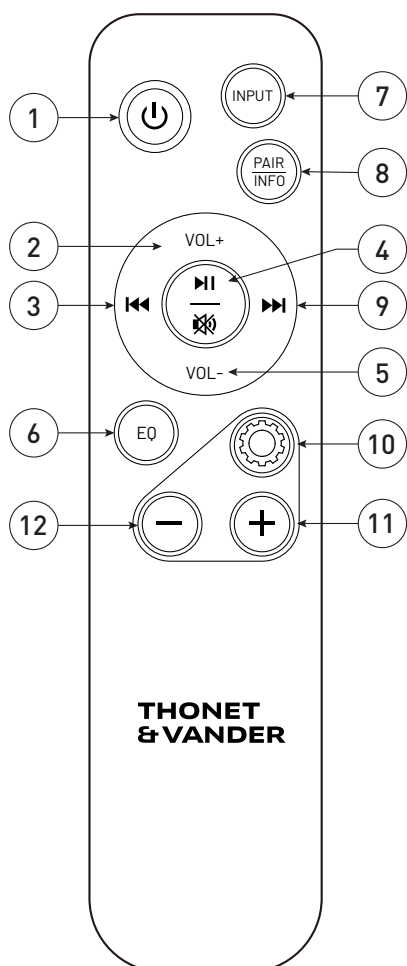 1
INPUT
7
PAIR
INFO
8
2
VOL+
4
3
9
VOL-
5
6
EQ
10
12
11
THONET
& VANDER